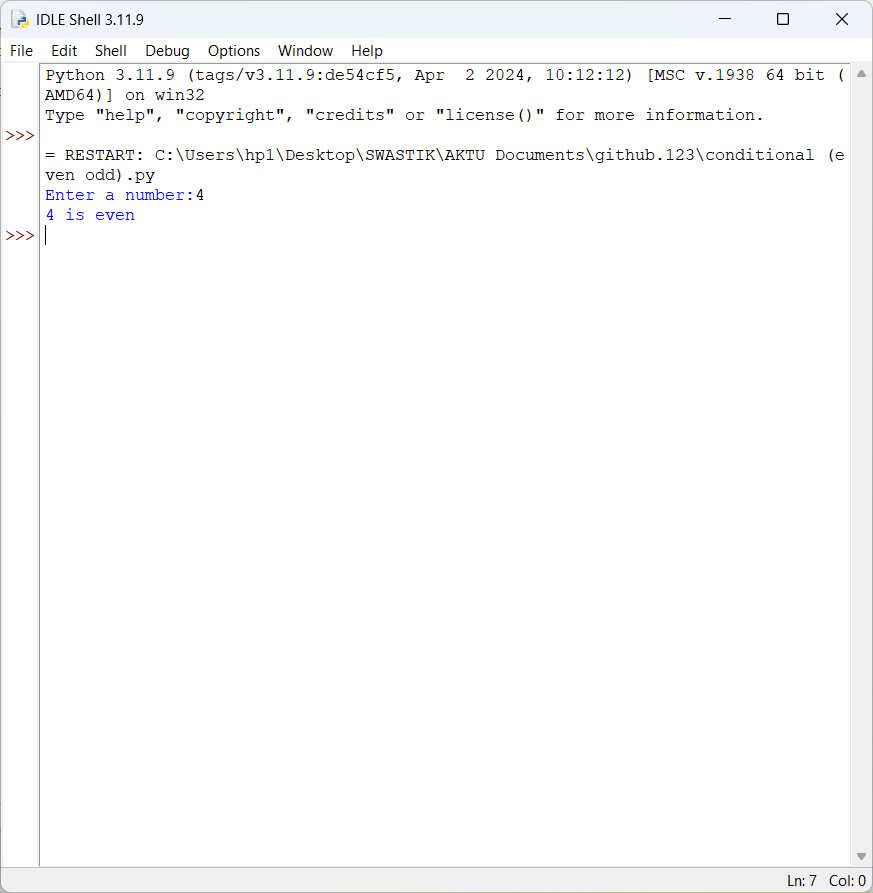 IDLE Shell 3.11.9
File Edit Shell Debug Options Window Help
Python 3.11.9 (tags/v3.11.9:de54cf5, Apr  2 2024, 10:12:12) [MSC v.1938 64 bit (
AMD64)] on win32
Type "help", "copyright", "credits" or "license()" for more information.
>>>
= RESTART: C:\Users\hp1\Desktop\SWASTIK\AKTU Documents\github.123\conditional (e
ven odd).py
Enter a number:4
4 is even
>>>
Ln: 7 Col: 0